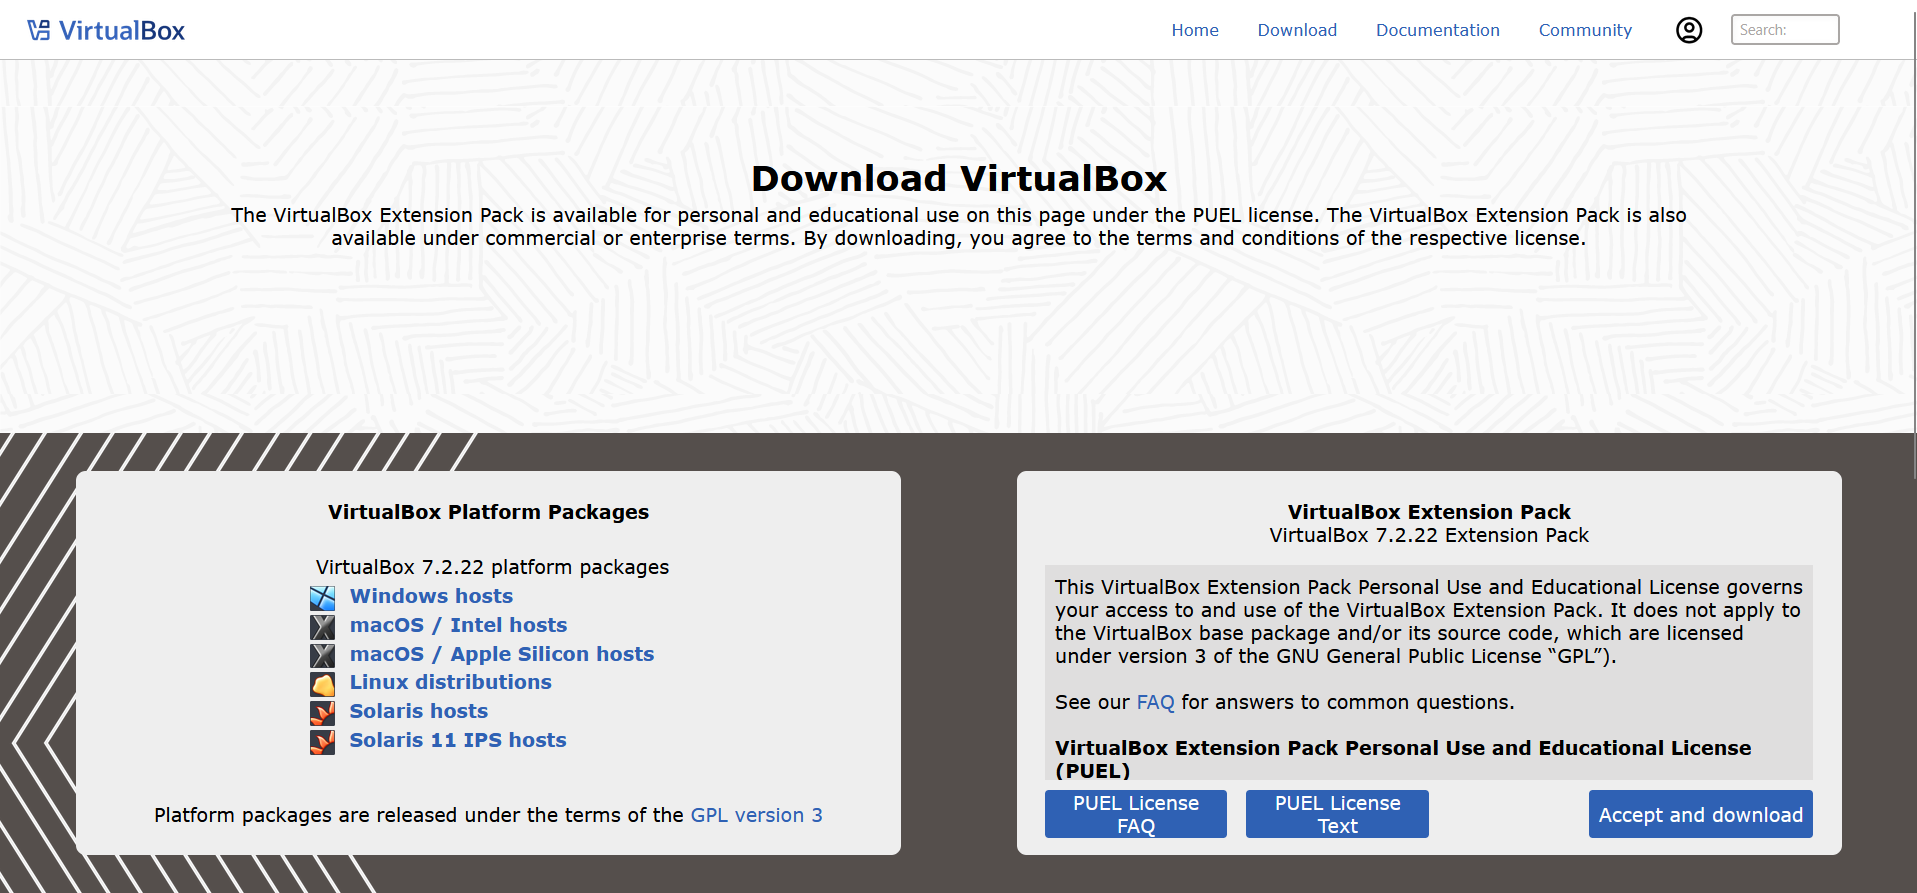 VirtualBox
Home
Download
Documentation
Community
Search:
Download VirtualBox
The VirtualBox Extension Pack is available for personal and educational use on this page under the PUEL license. The VirtualBox Extension Pack is also
available under commercial or enterprise terms. By downloading, you agree to the terms and conditions of the respective license.
VirtualBox Platform Packages
VirtualBox 7.2.22 platform packages
Windows hosts
macOS / Intel hosts
macOS / Apple Silicon hosts
Linux distributions
Solaris hosts
Solaris 11 IPS hosts
Platform packages are released under the terms of the GPL version 3
VirtualBox Extension Pack
VirtualBox 7.2.22 Extension Pack
This VirtualBox Extension Pack Personal Use and Educational License governs
your access to and use of the VirtualBox Extension Pack. It does not apply to
the VirtualBox base package and/or its source code, which are licensed
under version 3 of the GNU General Public License “GPL”).
See our FAQ for answers to common questions.
VirtualBox Extension Pack Personal Use and Educational License
(PUEL)
PUEL License
FAQ
PUEL License
Text
Accept and download